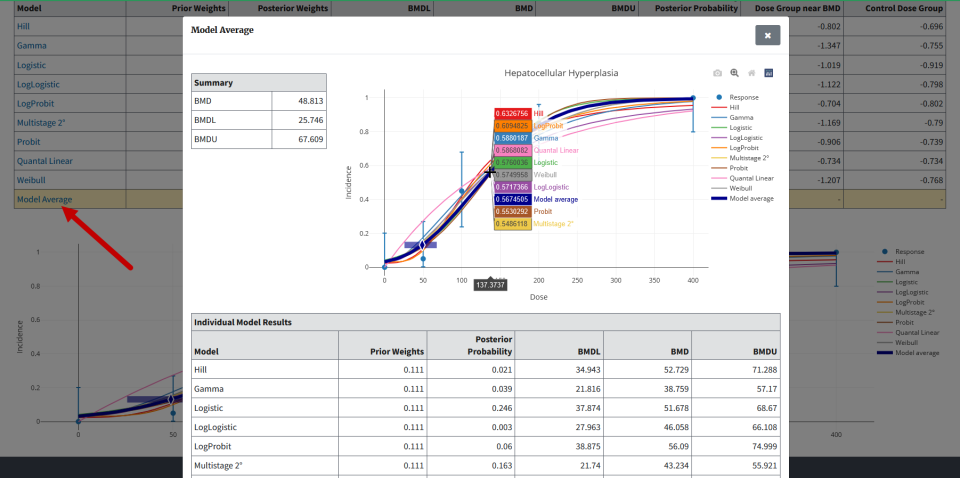 Model Prior Weights Posterior Weights BMDL BMD BMDU Posterior Probability Dose Group near BMD Control Dose Group
Hill -0.802 -0.696
Gamma -1.347 -0.755
Logistic -1.019 -0.919
LogLogistic -1.122 -0.798
LogProbit -0.704 -0.802
Multistage 2° -1.169 -0.79
Probit -0.906 -0.739
Quantal Linear -0.734 -0.734
Weibull -1.207 -0.768
Model Average - -
Model Average
×
Summary
BMD 48.813
BMDL 25.746
BMDU 67.609
Hepatocellular Hyperplasia
Incidence
1
0.8
0.6
0.4
0.2
0
0 50 100 200 250 300 350 400
Dose
137.3737
0.6326756 Hill
0.6094825 LogProbit
0.5880187 Gamma
0.5868082 Quantal Linear
0.5760836 Logistic
0.5749958 Weibull
0.5717366 LogLogistic
0.5674505 Model average
0.5530292 Probit
0.5486118 Multistage 2°
Response
Hill
Gamma
Logistic
LogLogistic
LogProbit
Multistage 2°
Probit
Quantal Linear
Weibull
Model average
Individual Model Results
Model Prior Weights Posterior Probability BMDL BMD BMDU
Hill 0.111 0.021 34.943 52.729 71.288
Gamma 0.111 0.039 21.816 38.759 57.17
Logistic 0.111 0.246 37.874 51.678 68.67
LogLogistic 0.111 0.003 27.963 46.058 66.108
LogProbit 0.111 0.06 38.875 56.09 74.999
Multistage 2° 0.111 0.163 21.74 43.234 55.921
Incidence
1
0.8
0.6
0.4
0.2
0
0 50 400
Response
Hill
Gamma
Logistic
LogLogistic
LogProbit
Multistage 2°
Probit
Quantal Linear
Weibull
Model average